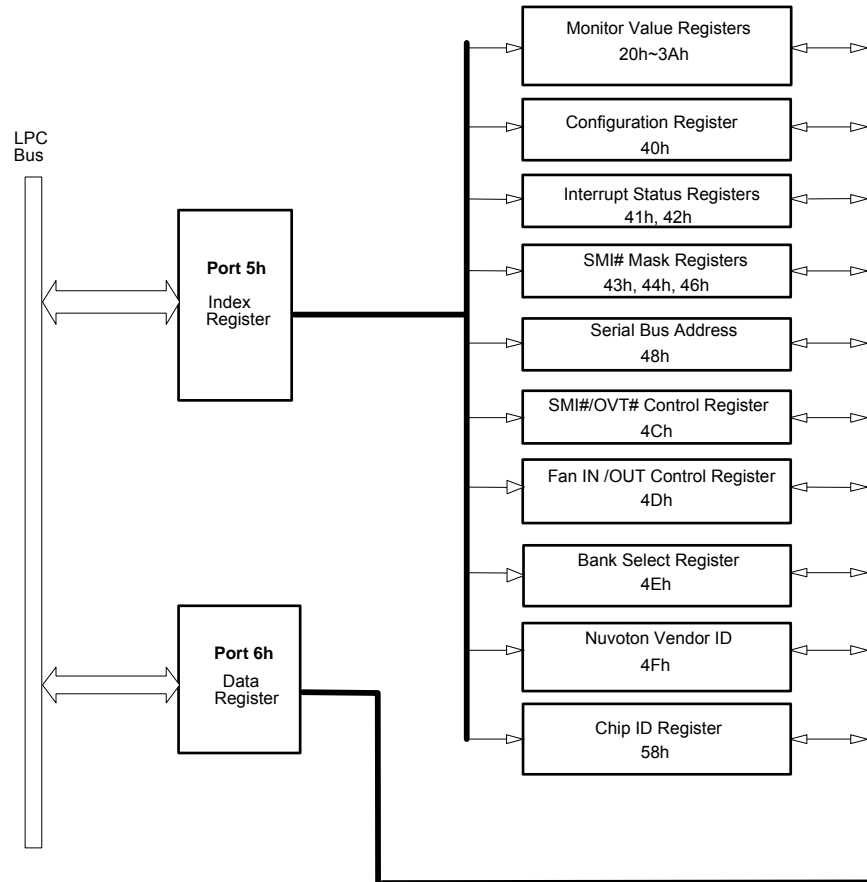 Monitor Value Registers
20h~3Ah
Configuration Register
40h
LPC
Bus
Interrupt Status Registers
41h, 42h
Port 5h
Index
Register
SMI# Mask Registers
43h, 44h, 46h
Serial Bus Address
48h
SMI#/OVT# Control Register
4Ch
Fan IN /OUT Control Register
4Dh
Bank Select Register
4Eh
Port 6h
Data
Register
Nuvoton Vendor ID
4Fh
Chip ID Register
58h